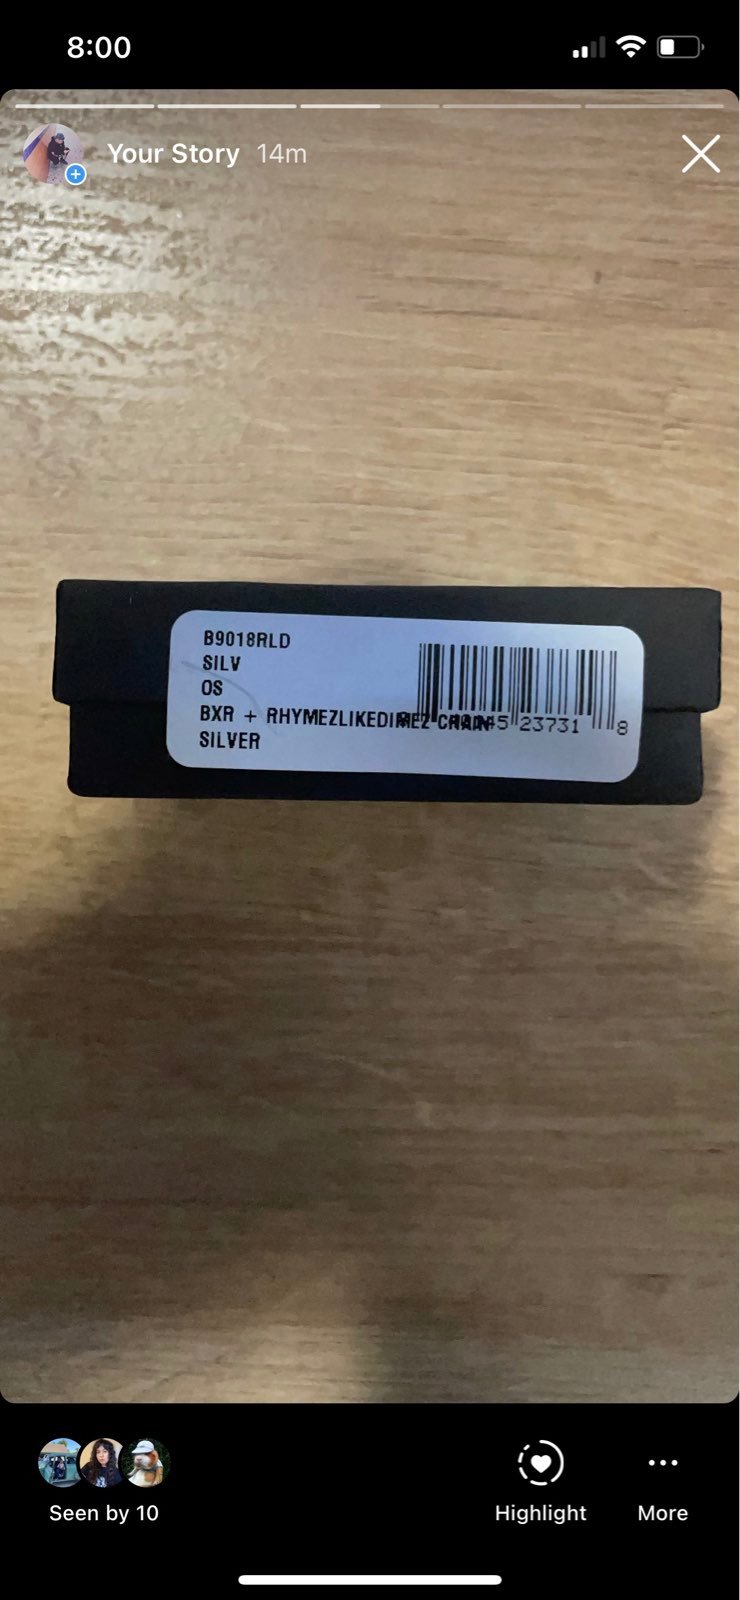 8:00
Your Story 14m
B9018RLD
SILV
OS
BXR + RHYMEZLIKEDIMEZ CHAIN
23731 8
SILVER
Seen by 10
Highlight
More